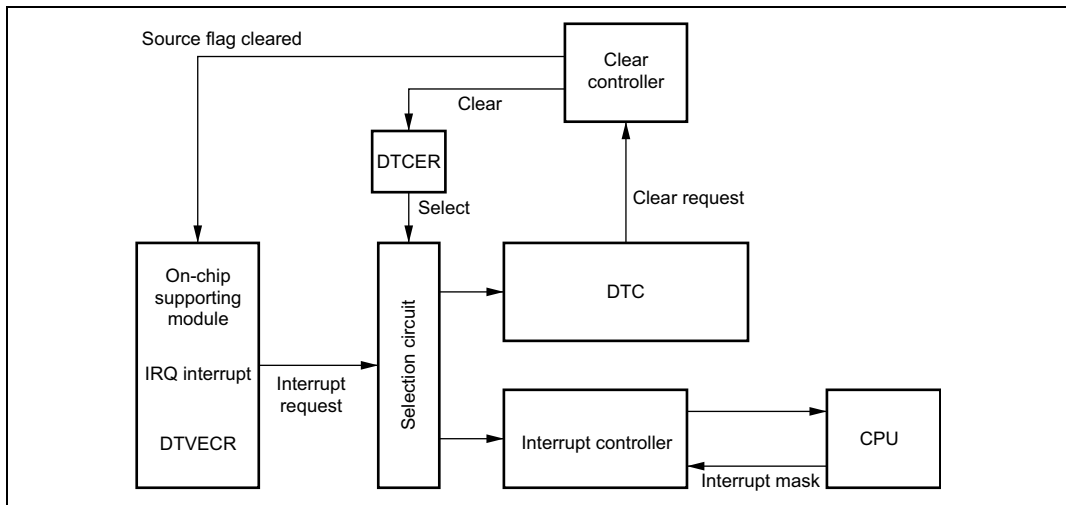 Source flag cleared
Clear
controller
Clear
DTCER
Clear request
Select
On-chip
supporting
module
IRQ interrupt
DTVECR
Interrupt
request
Selection circuit
DTC
Interrupt controller
CPU
Interrupt mask